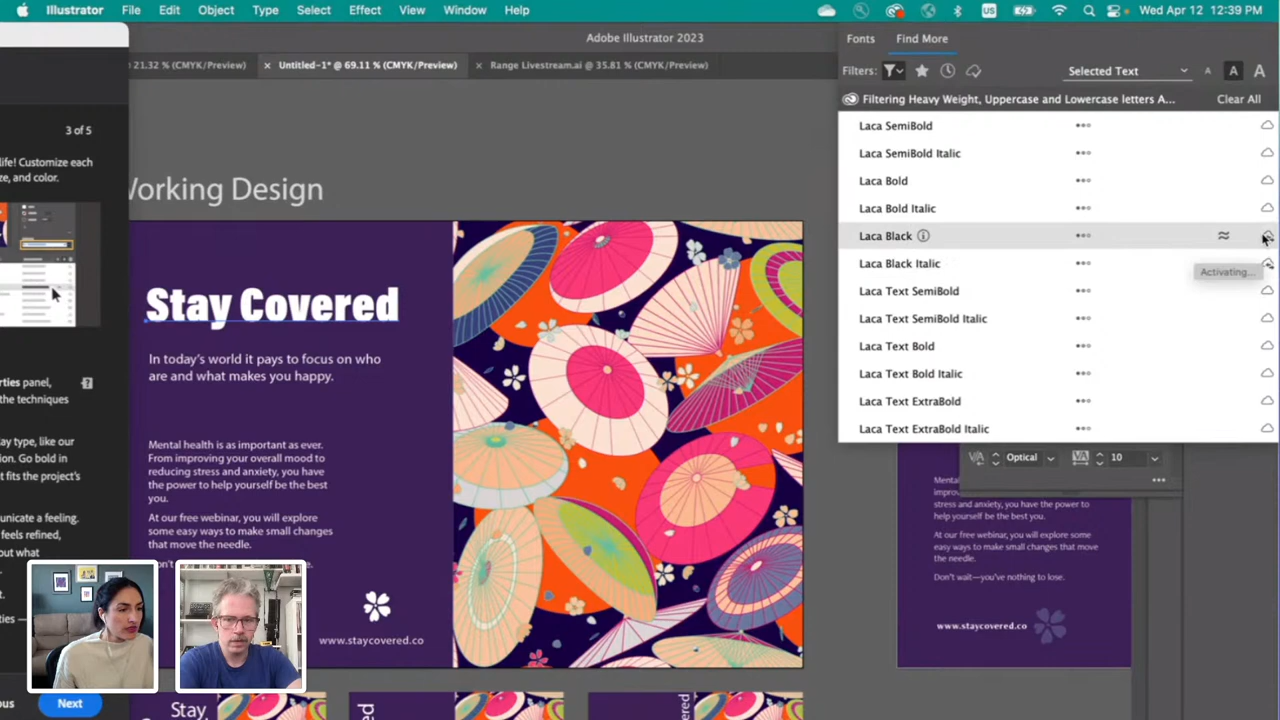 Illustrator File Edit Object Type Select Effect View Window Help
US
Wed Apr 12 12:39 PM
Adobe Illustrator 2023
21.32 % (CMYK/Preview)
× Untitled-1* @ 69.11 % (CMYK/Preview)
× Range Livestream.ai @ 35.81 % (CMYK/Preview)
3 of 5
life! Customize each
ze, and color.
rties panel,
the techniques
lay type, like our
ion. Go bold in
t fits the project's
unicate a feeling.
feels refined,
out what
Next
Working Design
Stay Covered
In today's world it pays to focus on who
are and what makes you happy.
Mental health is as important as ever.
From improving your overall mood to
reducing stress and anxiety, you have
the power to help yourself be the best
you.
At our free webinar, you will explore
some easy ways to make small changes
that move the needle.
www.staycovered.co
Stay
Fonts Find More
Filters:
Selected Text
A A A
Filtering Heavy Weight, Uppercase and Lowercase letters A...
Clear All
Laca SemiBold
Laca SemiBold Italic
Laca Bold
Laca Bold Italic
Laca Black
Laca Black Italic
Activating...
Laca Text SemiBold
Laca Text SemiBold Italic
Laca Text Bold
Laca Text Bold Italic
Laca Text ExtraBold
Laca Text ExtraBold Italic
Optical
10
stress and anxiety, you have the power to
help yourself be the best you.
At our free webinar, you will explore some
easy ways to make small changes that move
the needle.
Don't wait—you've nothing to lose.
www.staycovered.co